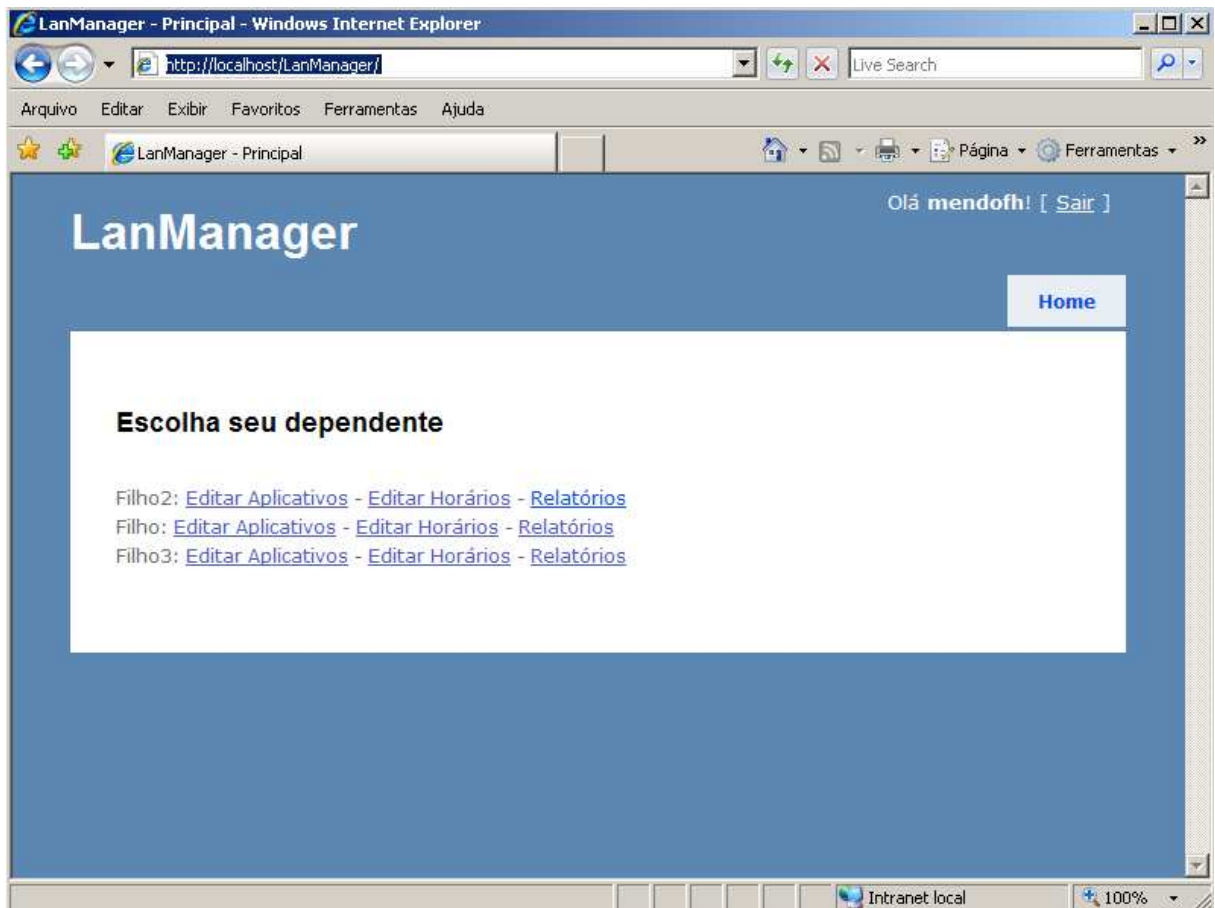 LanManager - Principal - Windows Internet Explorer
http://localhost/LanManager/
Live Search
Arquivo Editar Exibir Favoritos Ferramentas Ajuda
LanManager - Principal
Página
Ferramentas
Olá mendofh! [ Sair ]
LanManager
Home
Escolha seu dependente
Filho2: Editar Aplicativos - Editar Horários - Relatórios
Filho: Editar Aplicativos - Editar Horários - Relatórios
Filho3: Editar Aplicativos - Editar Horários - Relatórios
Intranet local
100%